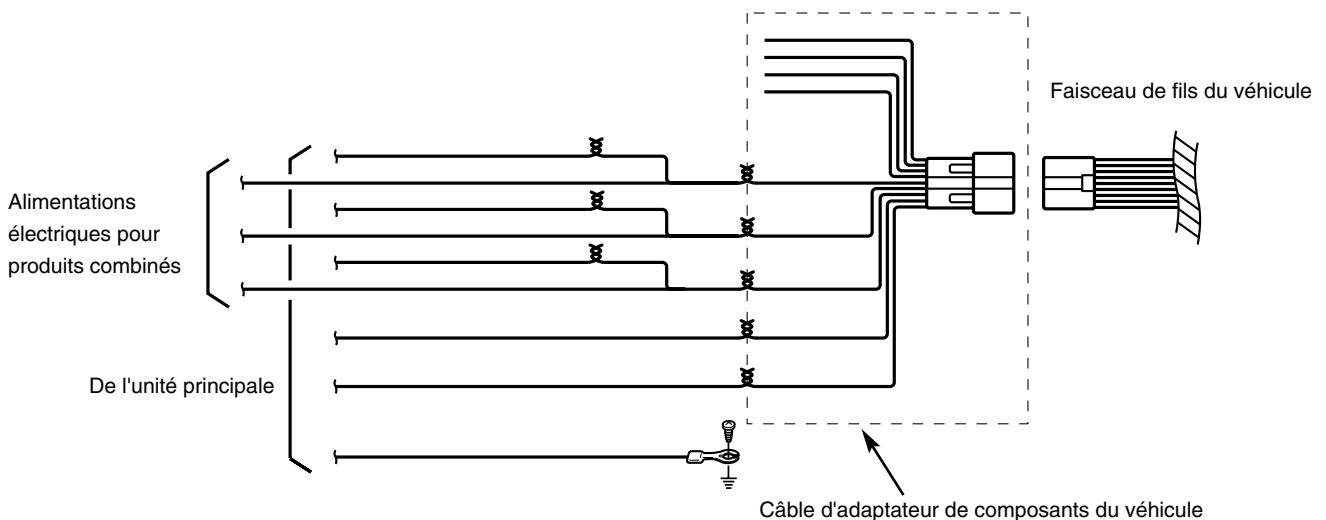 Faisceau de fils du véhicule
Alimentations
électriques pour
produits combinés
De l'unité principale
Câble d'adaptateur de composants du véhicule